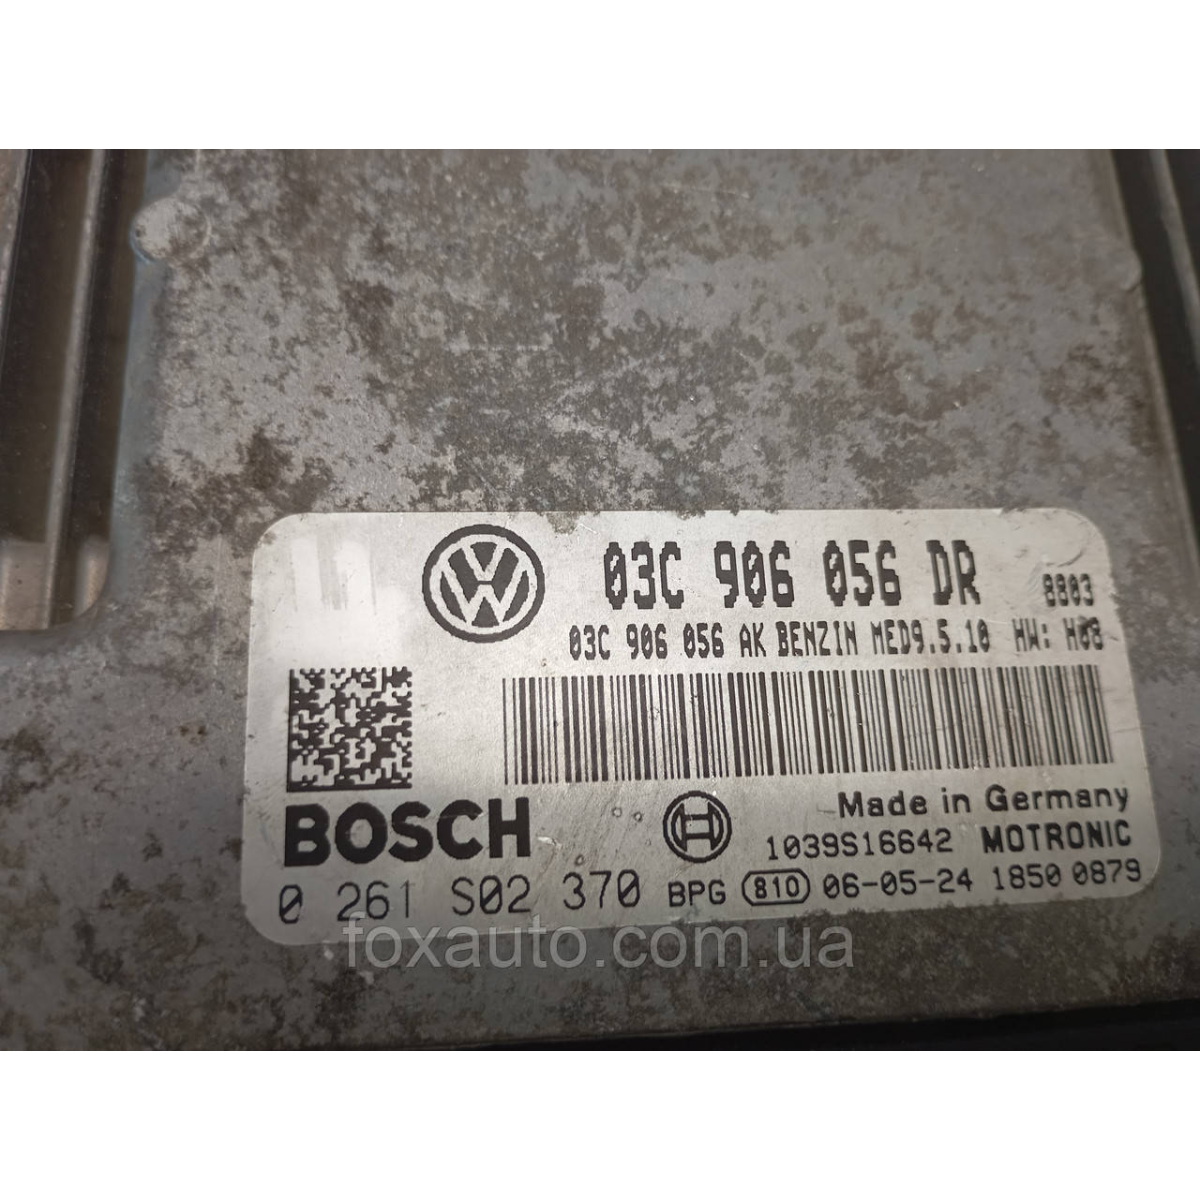 03C 906 056 DR 8803
03C 906 056 AK BENZIN MED9.5.10 HW: H08
BOSCH
Made in Germany
1039S16642 MOTRONIC
0 261 S02 370 BPG 810 06-05-24 1850 0879
foxauto.com.ua